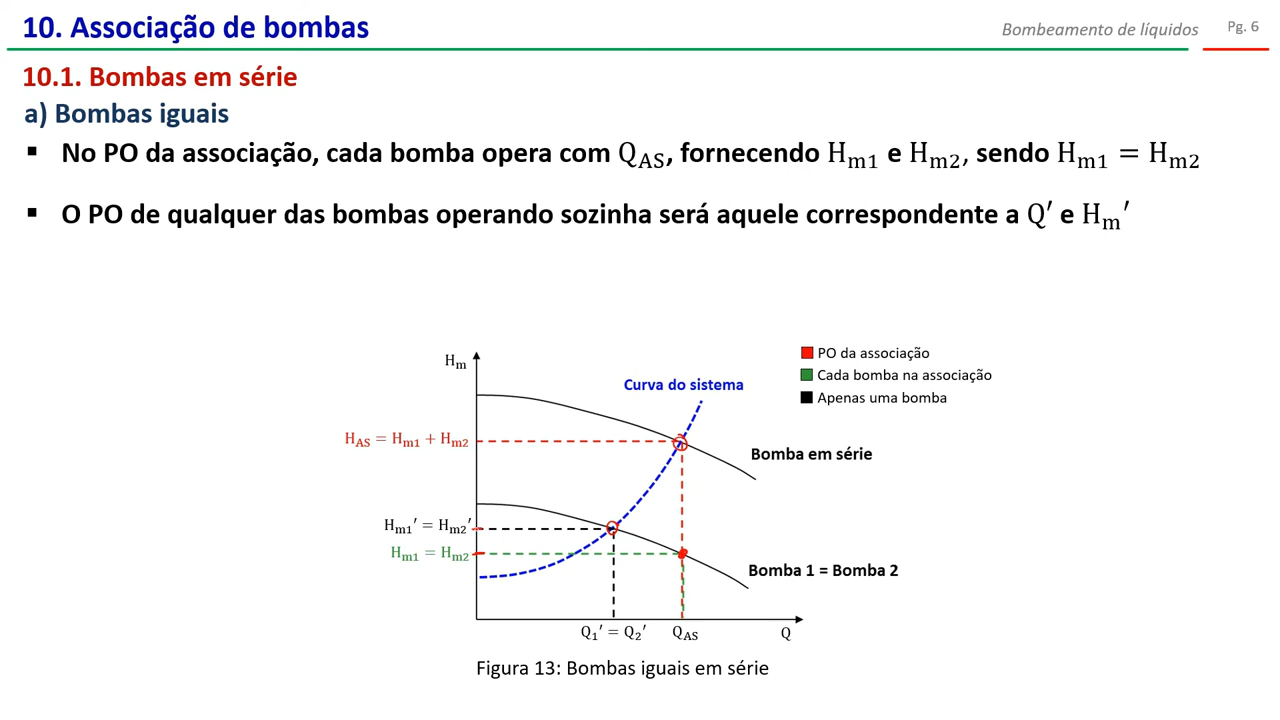 10. Associação de bombas
Bombeamento de líquidos
Pg. 6
10.1. Bombas em série
a) Bombas iguais
▪ No PO da associação, cada bomba opera com Q_AS, fornecendo H_m1 e H_m2, sendo H_m1 = H_m2
▪ O PO de qualquer das bombas operando sozinha será aquele correspondente a Q′ e H_m′
H_m
Curva do sistema
PO da associação
Cada bomba na associação
Apenas uma bomba
H_AS = H_m1 + H_m2
Bomba em série
H_m1′ = H_m2′
H_m1 = H_m2
Bomba 1 = Bomba 2
Q_1′ = Q_2′
Q_AS
Q
Figura 13: Bombas iguais em série